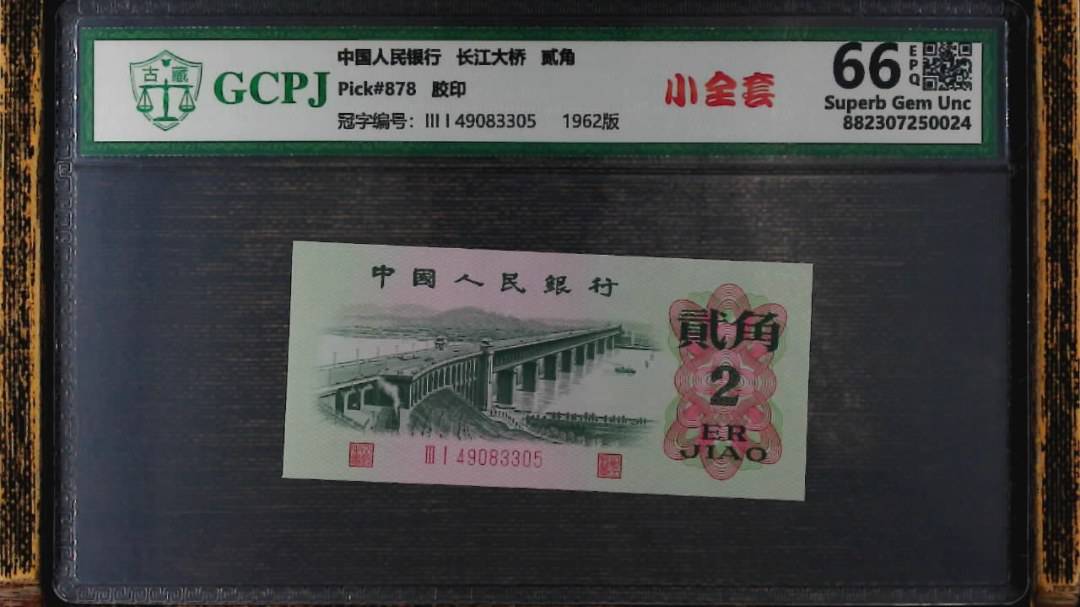 古藏
GCPJ
中国人民银行 长江大桥 贰角
Pick#878 胶印
冠字编号: III I 49083305 1962版
小全套
66 EPQ
Superb Gem Unc
882307250024
中國人民銀行
貳角
2
ER
JIAO
III I 49083305